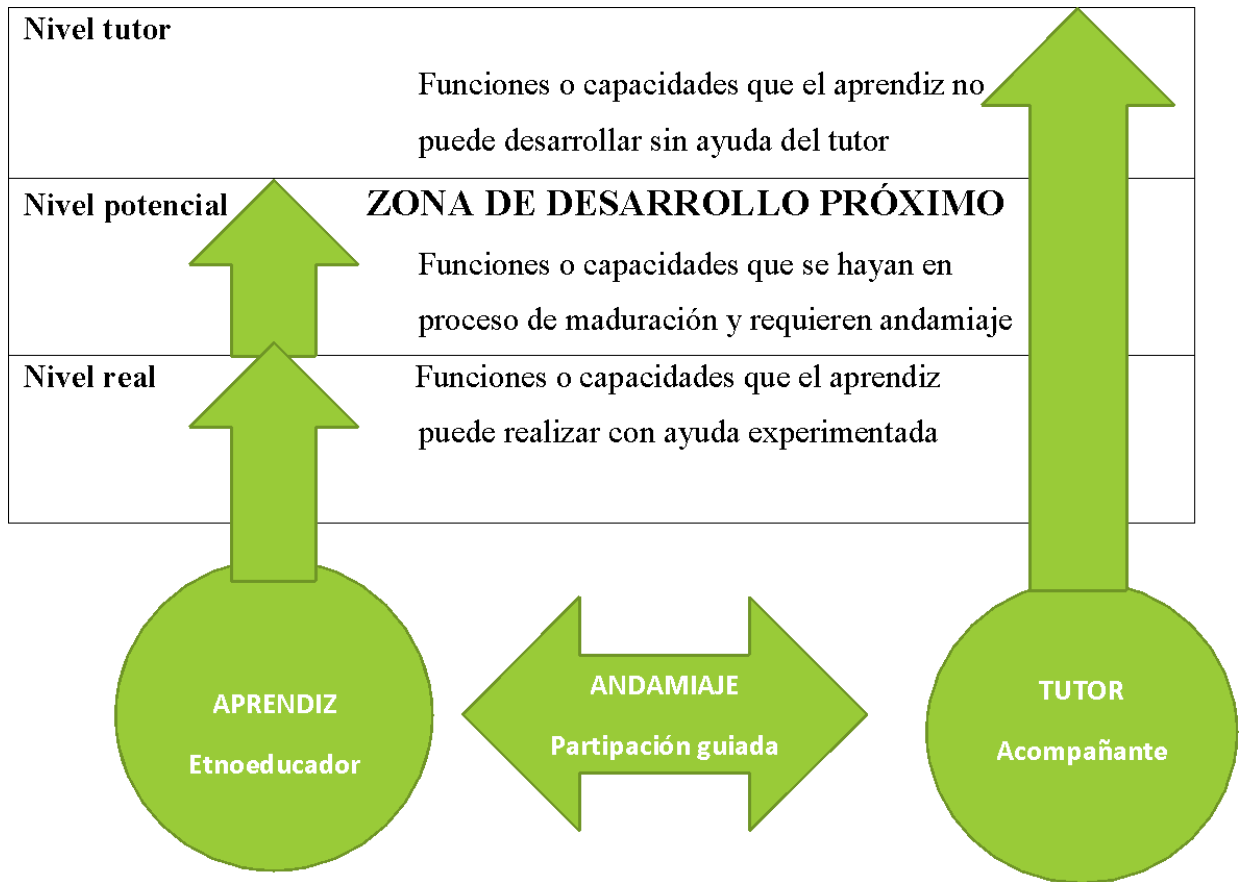 Nivel tutor
Funciones o capacidades que el aprendiz no
puede desarrollar sin ayuda del tutor
Nivel potencial
ZONA DE DESARROLLO PRÓXIMO
Funciones o capacidades que se hayan en
proceso de maduración y requieren andamiaje
Nivel real
Funciones o capacidades que el aprendiz
puede realizar con ayuda experimentada
APRENDIZ
Etnoeducador
ANDAMIAJE
Partipación guiada
TUTOR
Acompañante